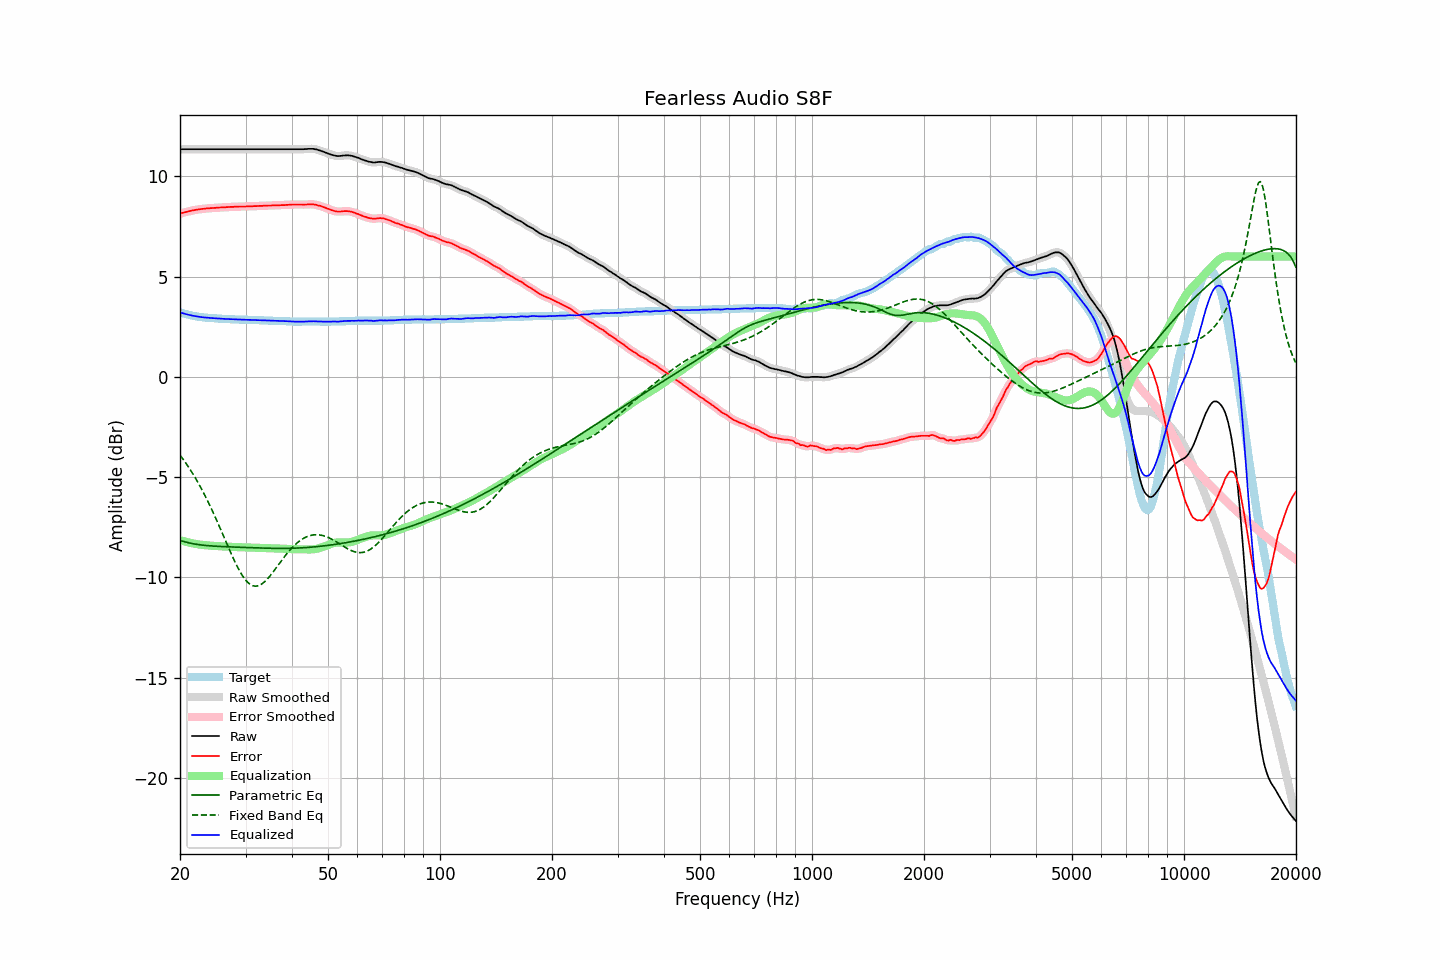 Fearless Audio S8F
Amplitude (dBr)
10
5
0
−5
−10
−15
−20
Target
Raw Smoothed
Error Smoothed
Raw
Error
Equalization
Parametric Eq
Fixed Band Eq
Equalized
20 50 100 200 500 1000 2000 5000 10000 20000
Frequency (Hz)